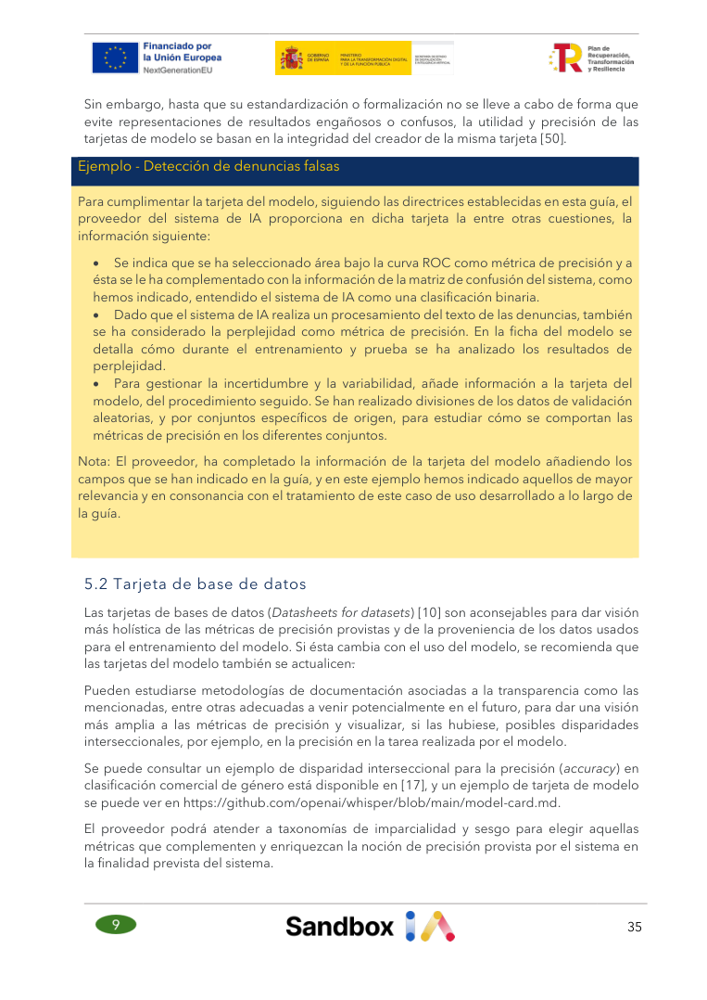 Financiado por
la Unión Europea
NextGenerationEU
GOBIERNO
DE ESPAÑA
MINISTERIO
PARA LA TRANSFORMACIÓN DIGITAL
Y DE LA FUNCIÓN PÚBLICA
SECRETARÍA DE ESTADO
DE DIGITALIZACIÓN
E INTELIGENCIA ARTIFICIAL
Plan de
Recuperación,
Transformación
y Resiliencia
Sin embargo, hasta que su estandardización o formalización no se lleve a cabo de forma que
evite representaciones de resultados engañosos o confusos, la utilidad y precisión de las
tarjetas de modelo se basan en la integridad del creador de la misma tarjeta [50].
Ejemplo - Detección de denuncias falsas
Para cumplimentar la tarjeta del modelo, siguiendo las directrices establecidas en esta guía, el
proveedor del sistema de IA proporciona en dicha tarjeta la entre otras cuestiones, la
información siguiente:
• Se indica que se ha seleccionado área bajo la curva ROC como métrica de precisión y a
ésta se le ha complementado con la información de la matriz de confusión del sistema, como
hemos indicado, entendido el sistema de IA como una clasificación binaria.
• Dado que el sistema de IA realiza un procesamiento del texto de las denuncias, también
se ha considerado la perplejidad como métrica de precisión. En la ficha del modelo se
detalla cómo durante el entrenamiento y prueba se ha analizado los resultados de
perplejidad.
• Para gestionar la incertidumbre y la variabilidad, añade información a la tarjeta del
modelo, del procedimiento seguido. Se han realizado divisiones de los datos de validación
aleatorias, y por conjuntos específicos de origen, para estudiar cómo se comportan las
métricas de precisión en los diferentes conjuntos.
Nota: El proveedor, ha completado la información de la tarjeta del modelo añadiendo los
campos que se han indicado en la guía, y en este ejemplo hemos indicado aquellos de mayor
relevancia y en consonancia con el tratamiento de este caso de uso desarrollado a lo largo de
la guía.
5.2 Tarjeta de base de datos
Las tarjetas de bases de datos (Datasheets for datasets) [10] son aconsejables para dar visión
más holística de las métricas de precisión provistas y de la proveniencia de los datos usados
para el entrenamiento del modelo. Si ésta cambia con el uso del modelo, se recomienda que
las tarjetas del modelo también se actualicen.
Pueden estudiarse metodologías de documentación asociadas a la transparencia como las
mencionadas, entre otras adecuadas a venir potencialmente en el futuro, para dar una visión
más amplia a las métricas de precisión y visualizar, si las hubiese, posibles disparidades
interseccionales, por ejemplo, en la precisión en la tarea realizada por el modelo.
Se puede consultar un ejemplo de disparidad interseccional para la precisión (accuracy) en
clasificación comercial de género está disponible en [17], y un ejemplo de tarjeta de modelo
se puede ver en https://github.com/openai/whisper/blob/main/model-card.md.
El proveedor podrá atender a taxonomías de imparcialidad y sesgo para elegir aquellas
métricas que complementen y enriquezcan la noción de precisión provista por el sistema en
la finalidad prevista del sistema.
9
Sandbox IA
35